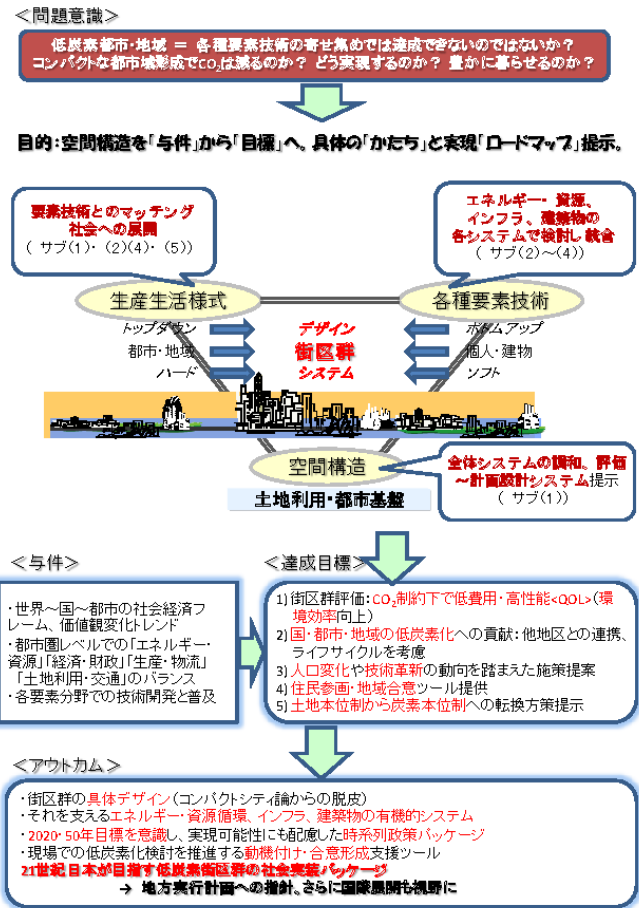 ＜問題意識＞
低炭素都市・地域 ＝ 各種要素技術の寄せ集めでは達成できないのではないか？
コンパクトな都市域形成でCO₂は減るのか？ どう実現するのか？ 豊かに暮らせるのか？
目的：空間構造を「与件」から「目標」へ。具体の「かたち」と実現「ロードマップ」提示。
要素技術とのマッチング
社会への展開
（ サブ(1)・ (2)(4)・ (5)）
エネルギー・ 資源、
インフラ、建築物の
各システムで検討し統合
（ サブ(2)～(4)）
生産生活様式
各種要素技術
トップダウン
デザイン
ボトムアップ
都市・地域
街区群
個人・建物
ハード
システム
ソフト
空間構造
土地利用・都市基盤
全体システムの調和、評価
～計画設計システム提示
（ サブ(1)）
＜与件＞
・世界～国～都市の社会経済フ
レーム、価値観変化トレンド
・都市圏レベルでの「エネルギー・
資源」「経済・財政」「生産・物流」
「土地利用・交通」のバランス
・各要素分野での技術開発と普及
＜達成目標＞
1) 街区群評価：CO₂制約下で低費用・高性能<QOL>（環
境効率向上）
2) 国・都市・地域の低炭素化への貢献：他地区との連携、
ライフサイクルを考慮
3) 人口変化や技術革新の動向を踏まえた施策提案
4) 住民参画・地域合意ツール提供
5) 土地本位制から炭素本位制への転換方策提示
＜アウトカム＞
・街区群の具体デザイン（コンパクトシティ論からの脱皮）
・それを支えるエネルギー・資源循環、インフラ、建築物の有機的システム
・2020・50年目標を意識し、実現可能性にも配慮した時系列政策パッケージ
・現場での低炭素化検討を推進する動機付け・合意形成支援ツール
21世紀日本が目指す低炭素街区群の社会実装パッケージ
→ 地方実行計画への指針、さらに国際展開も視野に